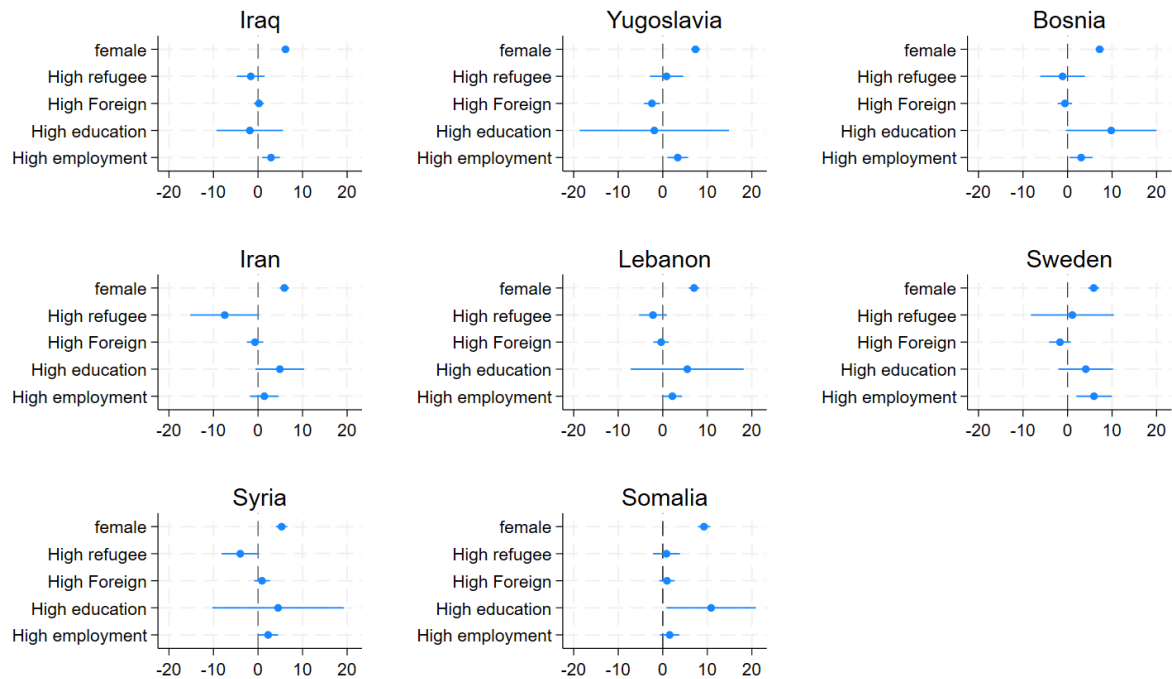 Iraq
female
High refugee
High Foreign
High education
High employment
-20 -10 0 10 20
Yugoslavia
female
High refugee
High Foreign
High education
High employment
-20 -10 0 10 20
Bosnia
female
High refugee
High Foreign
High education
High employment
-20 -10 0 10 20
Iran
female
High refugee
High Foreign
High education
High employment
-20 -10 0 10 20
Lebanon
female
High refugee
High Foreign
High education
High employment
-20 -10 0 10 20
Sweden
female
High refugee
High Foreign
High education
High employment
-20 -10 0 10 20
Syria
female
High refugee
High Foreign
High education
High employment
-20 -10 0 10 20
Somalia
female
High refugee
High Foreign
High education
High employment
-20 -10 0 10 20